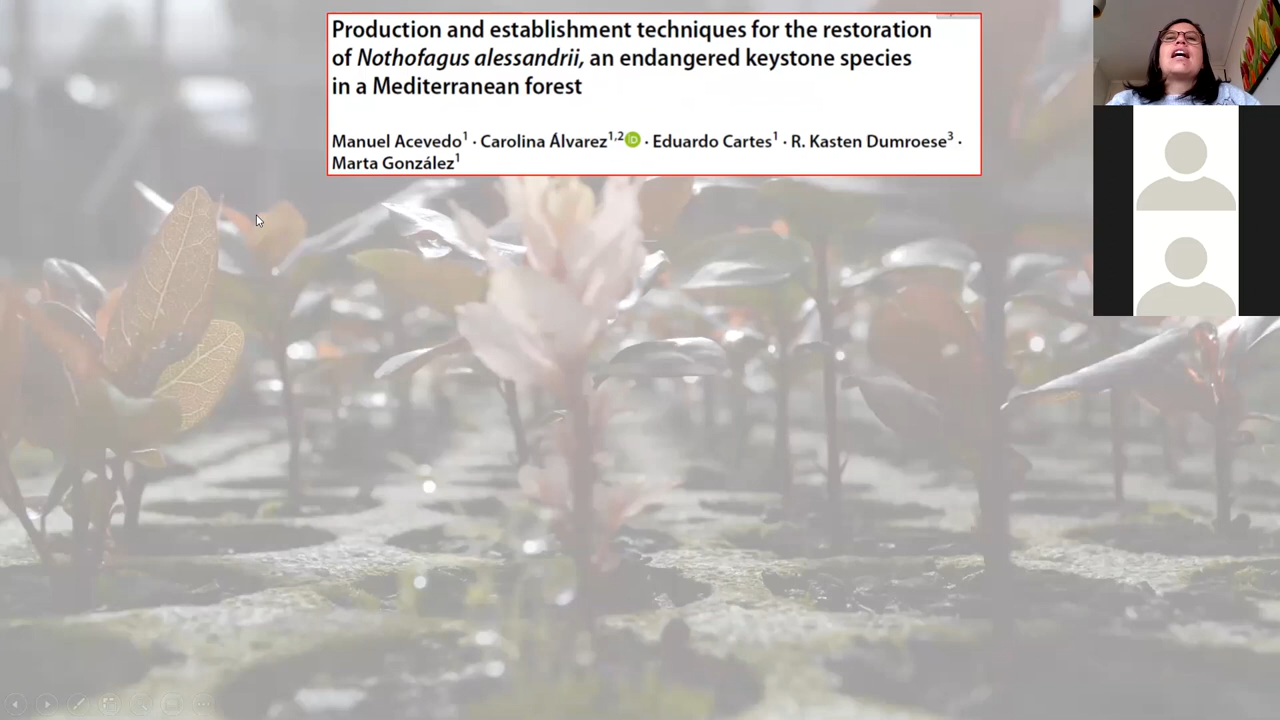 Production and establishment techniques for the restoration
of Nothofagus alessandrii, an endangered keystone species
in a Mediterranean forest
Manuel Acevedo1 · Carolina Álvarez1,2 iD · Eduardo Cartes1 · R. Kasten Dumroese3 ·
Marta González1